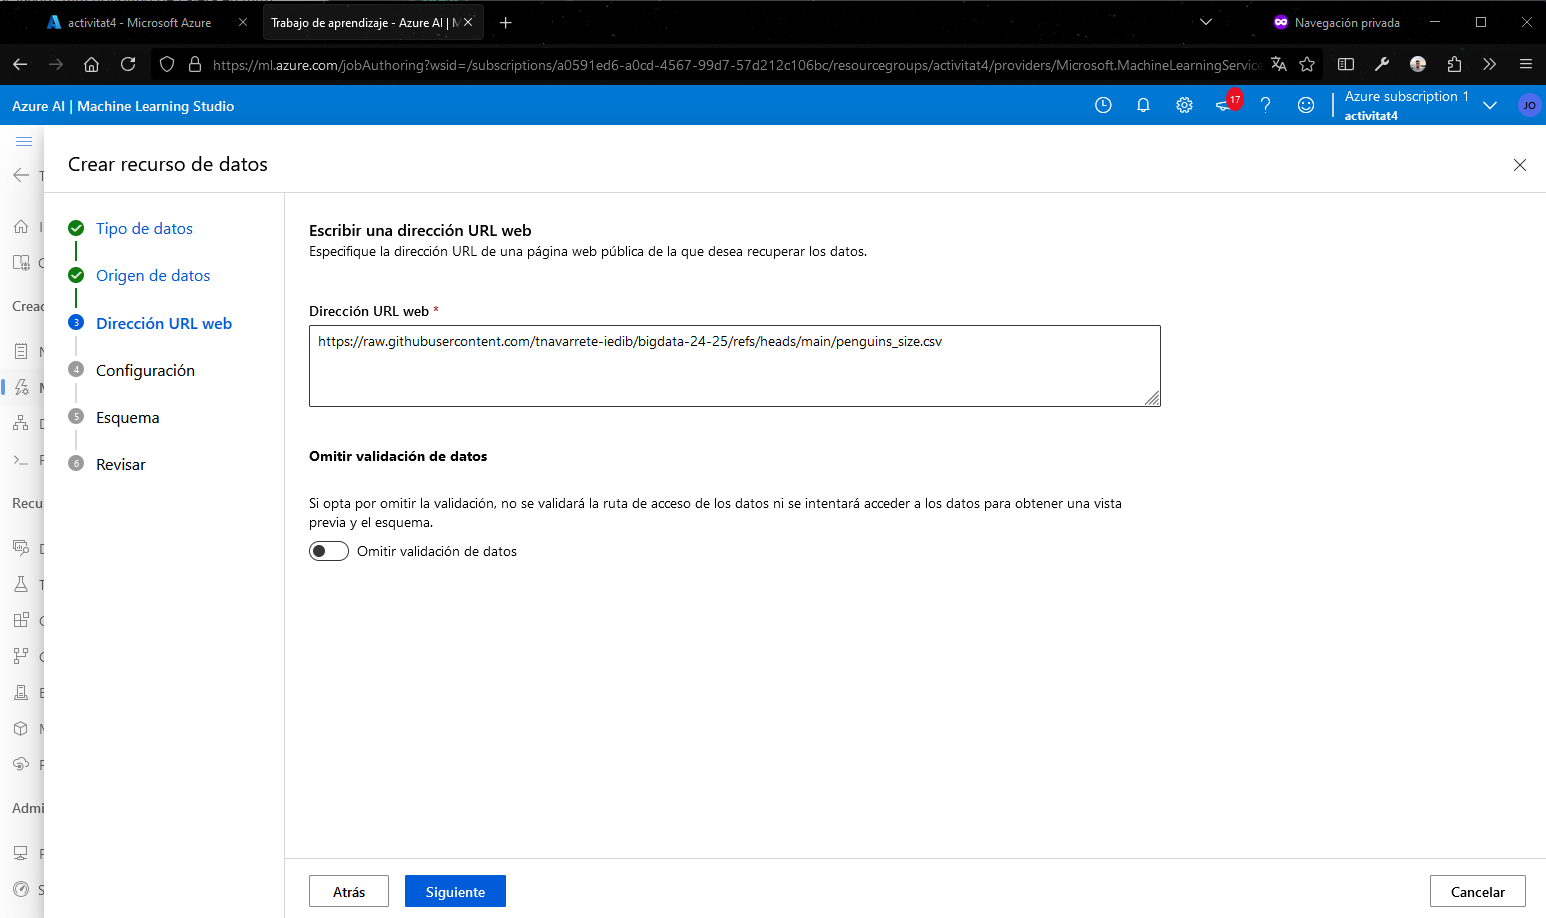 activitat4 - Microsoft Azure
Trabajo de aprendizaje - Azure AI | M
Navegación privada
https://ml.azure.com/jobAuthoring?wsid=/subscriptions/a0591ed6-a0cd-4567-99d7-57d212c106bc/resourcegroups/activitat4/providers/Microsoft.MachineLearningService
Azure AI | Machine Learning Studio
17
Azure subscription 1
activitat4
JO
Crear recurso de datos
Tipo de datos
Origen de datos
3 Dirección URL web
4 Configuración
5 Esquema
6 Revisar
Creac
Recu
Admi
Escribir una dirección URL web
Especifique la dirección URL de una página web pública de la que desea recuperar los datos.
Dirección URL web *
https://raw.githubusercontent.com/tnavarrete-iedib/bigdata-24-25/refs/heads/main/penguins_size.csv
Omitir validación de datos
Si opta por omitir la validación, no se validará la ruta de acceso de los datos ni se intentará acceder a los datos para obtener una vista
previa y el esquema.
Omitir validación de datos
Atrás
Siguiente
Cancelar